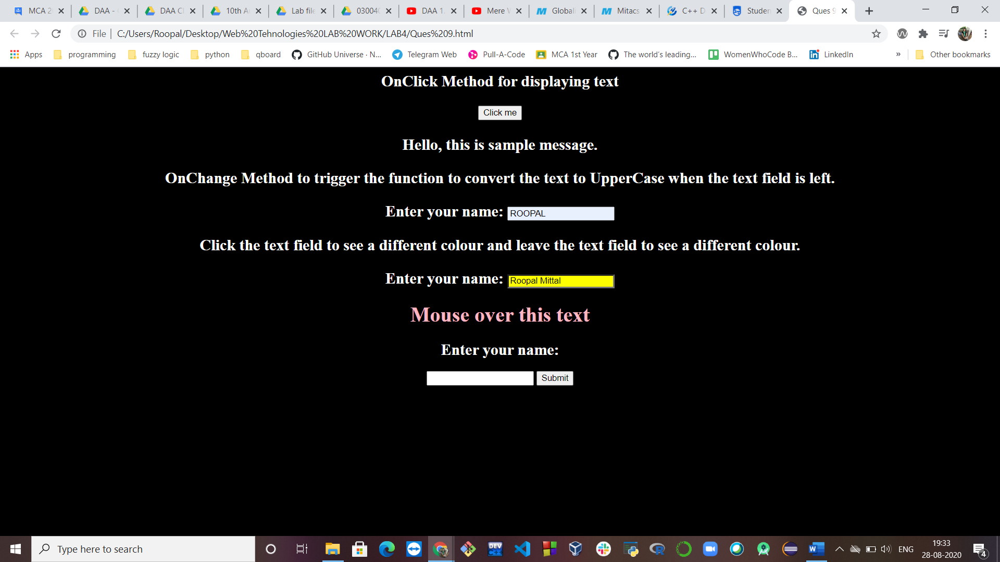 MCA 2
DAA -
DAA Cl
10th A
Lab file
03004
DAA 1.
Mere W
Globali
Mitacs
C++ D
Studen
Ques 9
File
C:/Users/Roopal/Desktop/Web%20Tehnologies%20LAB%20WORK/LAB4/Ques%209.html
Apps
programming
fuzzy logic
python
qboard
GitHub Universe · N...
Telegram Web
Pull-A-Code
MCA 1st Year
The world's leading...
WomenWhoCode B...
LinkedIn
»
Other bookmarks
OnClick Method for displaying text
Click me
Hello, this is sample message.
OnChange Method to trigger the function to convert the text to UpperCase when the text field is left.
Enter your name: ROOPAL
Click the text field to see a different colour and leave the text field to see a different colour.
Enter your name: Roopal Mittal
Mouse over this text
Enter your name:
Submit
Type here to search
DEV
ENG
19:33
28-08-2020
4